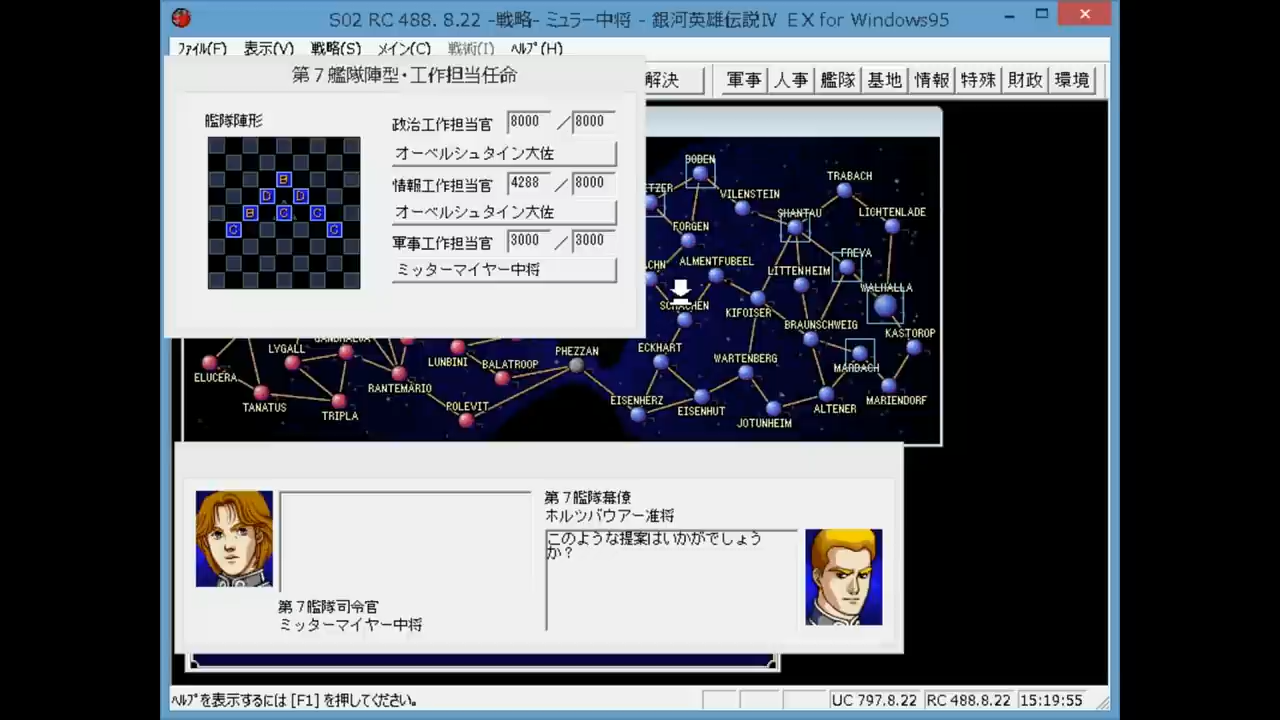 S02 RC 488. 8.22 -戦略- ミュラー中将 - 銀河英雄伝説Ⅳ EX for Windows95
ﾌｧｲﾙ(F) 表示(V) 戦略(S) メイン(C) 戦術(I) ﾍﾙﾌﾟ(H)
第７艦隊陣型・工作担当任命
解決 軍事 人事 艦隊 基地 情報 特殊 財政 環境
艦隊陣形
政治工作担当官 8000 ／ 8000
オーベルシュタイン大佐
情報工作担当官 4288 ／ 8000
オーベルシュタイン大佐
軍事工作担当官 3000 ／ 3000
ミッターマイヤー中将
B
D D
B C C
C C
BODEN
TRABACH
VILENSTEIN
SHANTAU
LICHTENLADE
FORGEN
FREYA
ALMENTFUBEEL
LITTENHEIM
WALHALLA
SCHACHEN
KIFOISER
BRAUNSCHWEIG
KASTOROP
LYGALL
LUNBINI
BALATROOP
PHEZZAN
ECKHART
WARTENBERG
MARBACH
ELUCERA
RANTEMARIO
TANATUS
TRIPLA
POLEVIT
EISENHERZ
EISENHUT
JOTUNHEIM
ALTENER
MARIENDORF
第７艦隊幕僚
ホルツバウアー准将
このような提案はいかがでしょう
か？
第７艦隊司令官
ミッターマイヤー中将
ﾍﾙﾌﾟを表示するには [F1] を押してください。
UC 797.8.22 RC 488.8.22 15:19:55